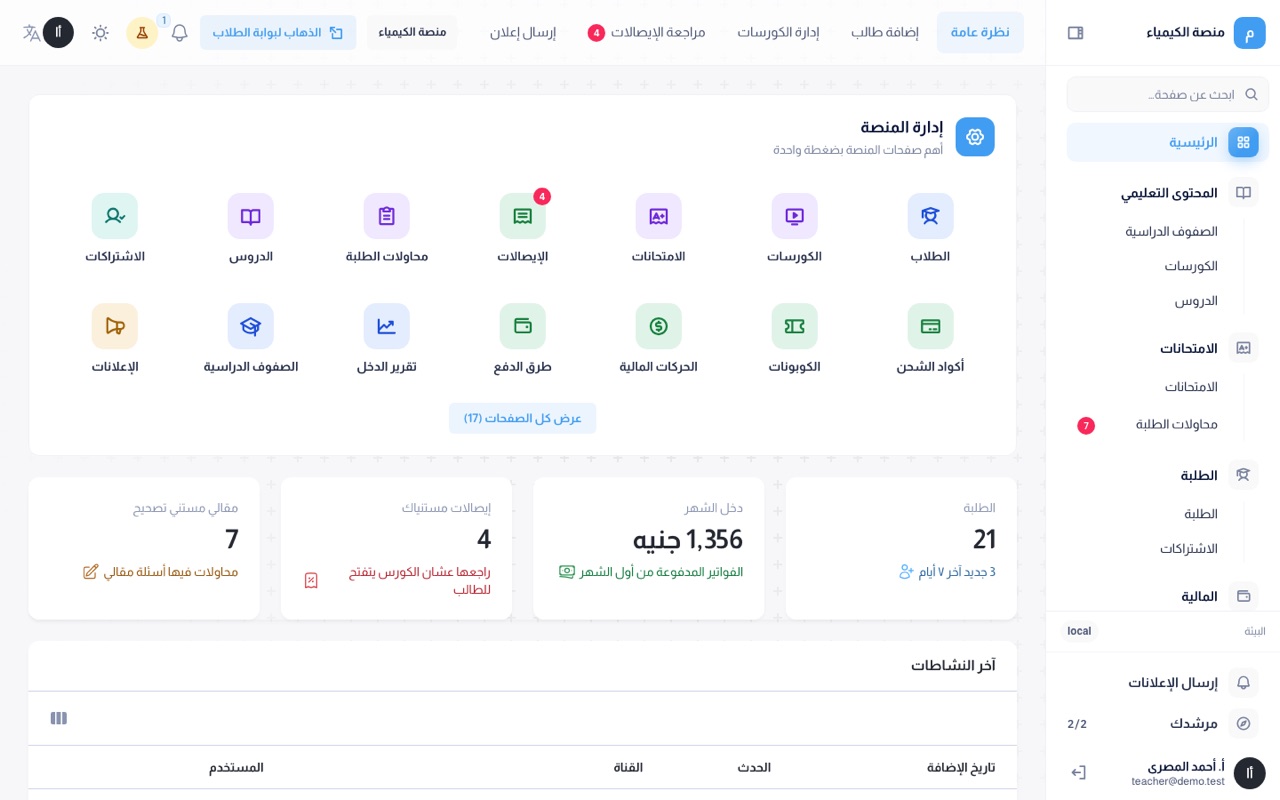 م
منصة الكيمياء
ابحث عن صفحة...
الرئيسية
المحتوى التعليمي
الصفوف الدراسية
الكورسات
الدروس
الامتحانات
الامتحانات
محاولات الطلبة
7
الطلبة
الطلبة
الاشتراكات
المالية
البيئة
local
إرسال الإعلانات
مرشدك
2/2
أا
أ. أحمد المصري
teacher@demo.test
نظرة عامة
إضافة طالب
إدارة الكورسات
مراجعة الإيصالات
4
إرسال إعلان
منصة الكيمياء
الذهاب لبوابة الطلاب
1
أا
إدارة المنصة
أهم صفحات المنصة بضغطة واحدة
الطلاب
الكورسات
الامتحانات
4
الإيصالات
محاولات الطلبة
الدروس
الاشتراكات
أكواد الشحن
الكوبونات
الحركات المالية
طرق الدفع
تقرير الدخل
الصفوف الدراسية
الإعلانات
عرض كل الصفحات (17)
الطلبة
21
3 جديد آخر ٧ أيام
دخل الشهر
1,356 جنيه
الفواتير المدفوعة من أول الشهر
إيصالات مستنياك
4
راجعها عشان الكورس يتفتح
للطالب
مقالي مستني تصحيح
7
محاولات فيها أسئلة مقالي
آخر النشاطات
تاريخ الإضافة
الحدث
القناة
المستخدم